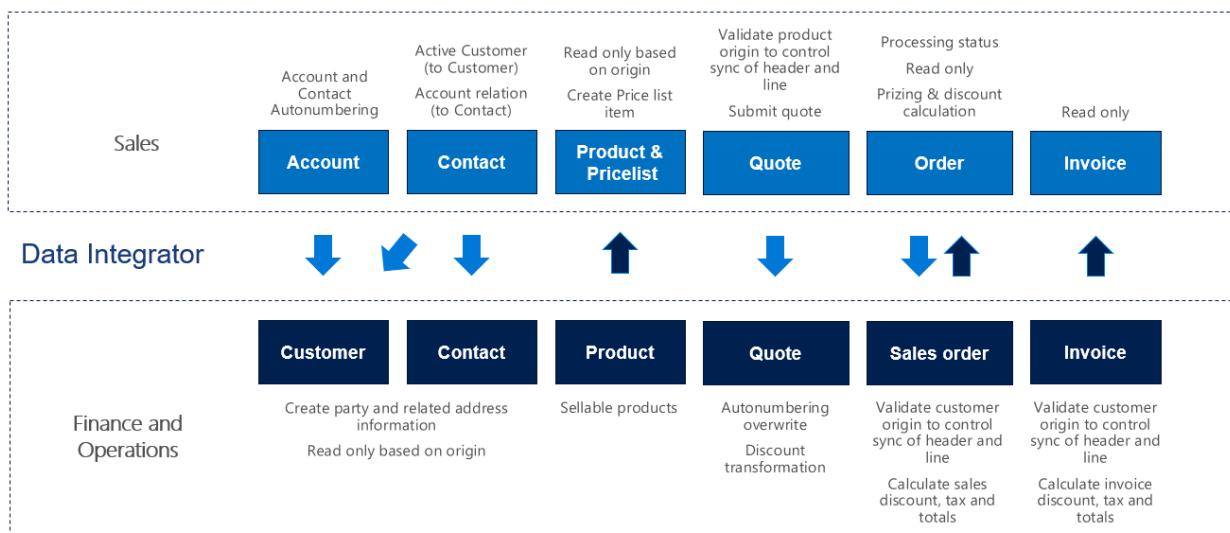 Account and
Contact
Autonumbering
Active Customer
(to Customer)
Account relation
(to Contact)
Read only based
on origin
Create Price list
item
Validate product
origin to control
sync of header and
line
Submit quote
Processing status
Read only
Prizing & discount
calculation
Read only
Sales
Account
Contact
Product &
Pricelist
Quote
Order
Invoice
Data Integrator
Customer
Contact
Product
Quote
Sales order
Invoice
Finance and
Operations
Create party and related address
information
Read only based on origin
Sellable products
Autonumbering
overwrite
Discount
transformation
Validate customer
origin to control
sync of header and
line
Calculate sales
discount, tax and
totals
Validate customer
origin to control
sync of header and
line
Calculate invoice
discount, tax and
totals